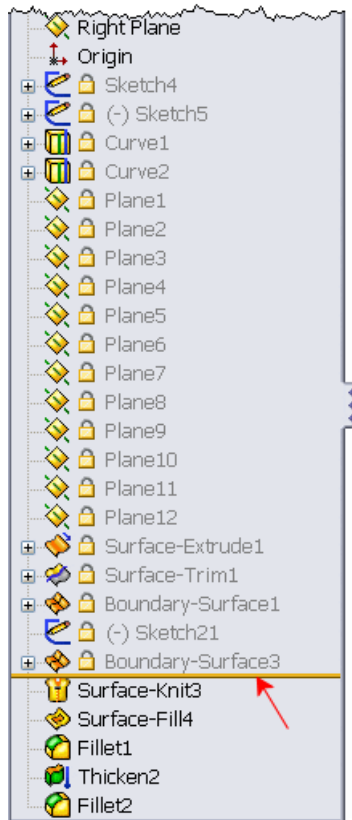 Right Plane
Origin
Sketch4
(-) Sketch5
Curve1
Curve2
Plane1
Plane2
Plane3
Plane4
Plane5
Plane6
Plane7
Plane8
Plane9
Plane10
Plane11
Plane12
Surface-Extrude1
Surface-Trim1
Boundary-Surface1
(-) Sketch21
Boundary-Surface3
Surface-Knit3
Surface-Fill4
Fillet1
Thicken2
Fillet2